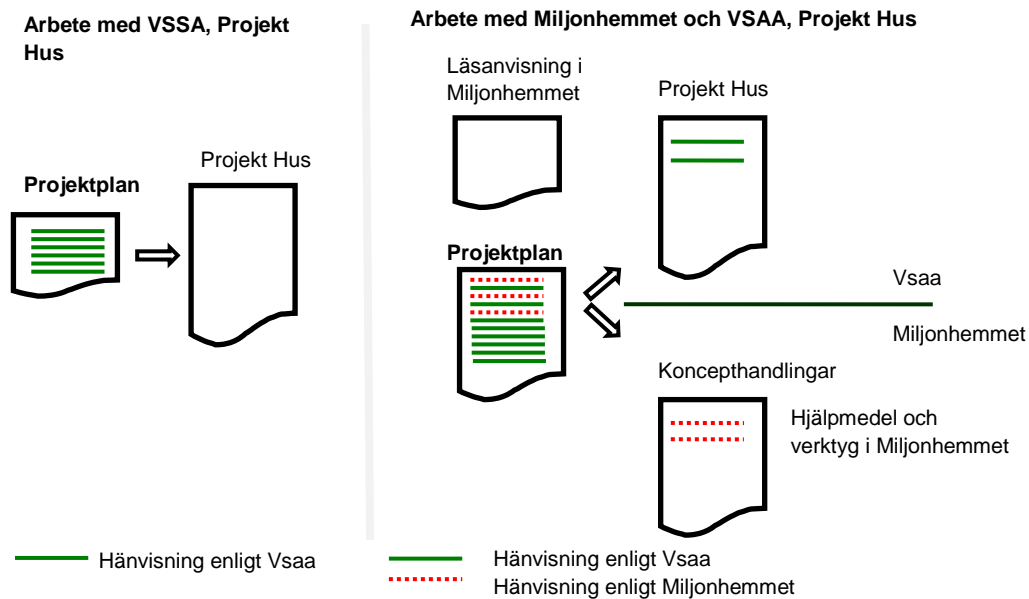 Arbete med VSSA, Projekt
Hus
Projekt Hus
Projektplan
Hänvisning enligt Vsaa
Arbete med Miljonhemmet och VSAA, Projekt Hus
Läsanvisning i
Miljonhemmet
Projekt Hus
Projektplan
Vsaa
Miljonhemmet
Koncepthandlingar
Hjälpmedel och
verktyg i Miljonhemmet
Hänvisning enligt Vsaa
Hänvisning enligt Miljonhemmet